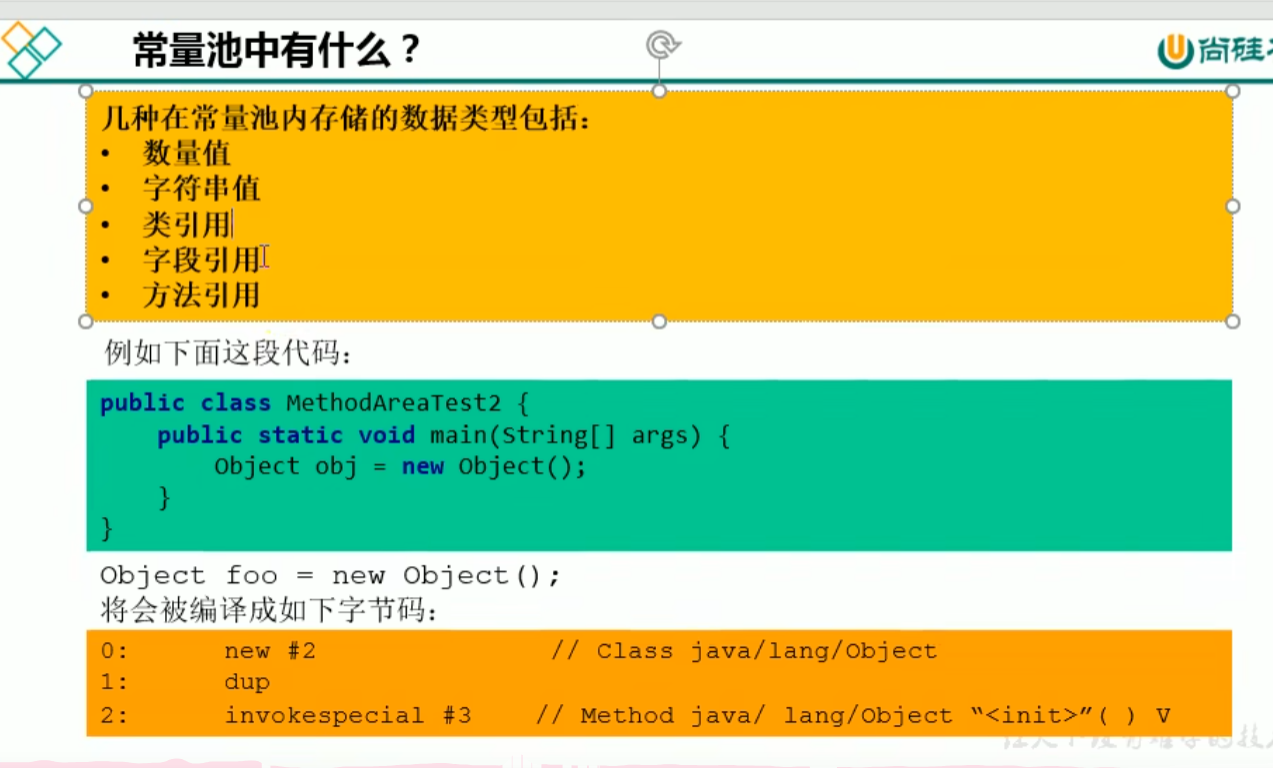 常量池中有什么？
尚硅
几种在常量池内存储的数据类型包括：
• 数量值
• 字符串值
• 类引用
• 字段引用
• 方法引用
例如下面这段代码：
public class MethodAreaTest2 {
    public static void main(String[] args) {
        Object obj = new Object();
    }
}
Object foo = new Object();
将会被编译成如下字节码：
0: new #2 // Class java/lang/Object
1: dup
2: invokespecial #3 // Method java/ lang/Object “<init>”( ) V